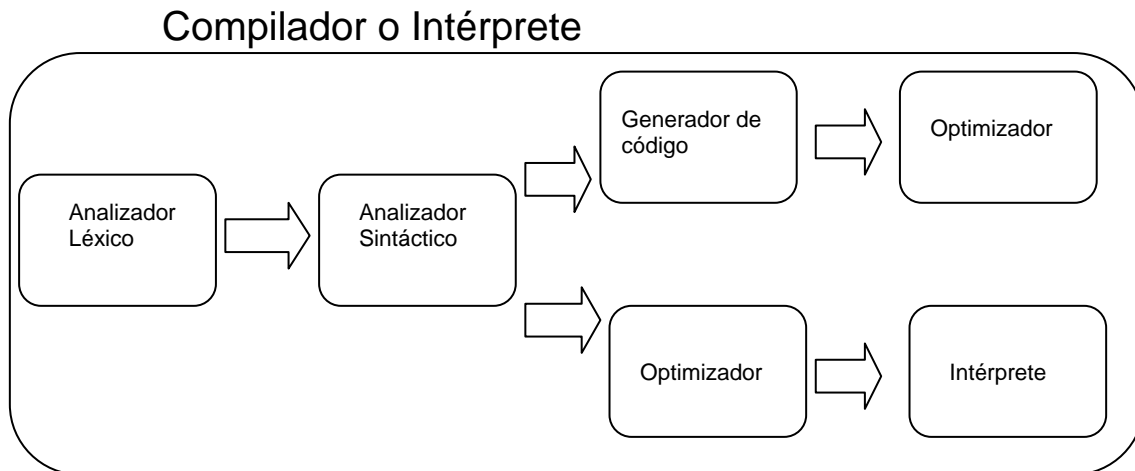 Compilador o Intérprete
Generador de
código
Optimizador
Analizador
Léxico
Analizador
Sintáctico
Optimizador
Intérprete